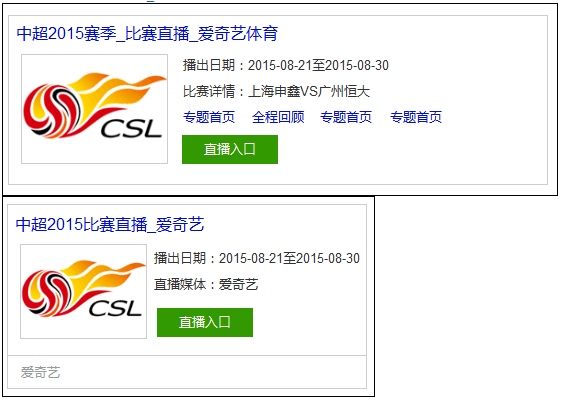 中超2015赛季_比赛直播_爱奇艺体育
CSL
播出日期：2015-08-21至2015-08-30
比赛详情：上海申鑫VS广州恒大
专题首页 全程回顾 专题首页 专题首页
直播入口
中超2015比赛直播_爱奇艺
CSL
播出日期：2015-08-21至2015-08-30
直播媒体：爱奇艺
直播入口
爱奇艺